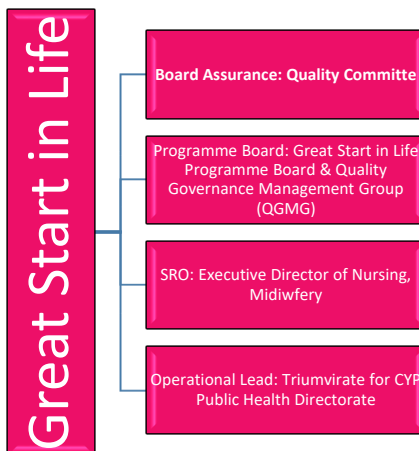 Great Start in Life
Board Assurance: Quality Committe
Programme Board: Great Start in Life
Programme Board & Quality
Governance Management Group
(QGMG)
SRO: Executive Director of Nursing,
Midiwfery
Operational Lead: Triumvirate for CYP
Public Health Directorate